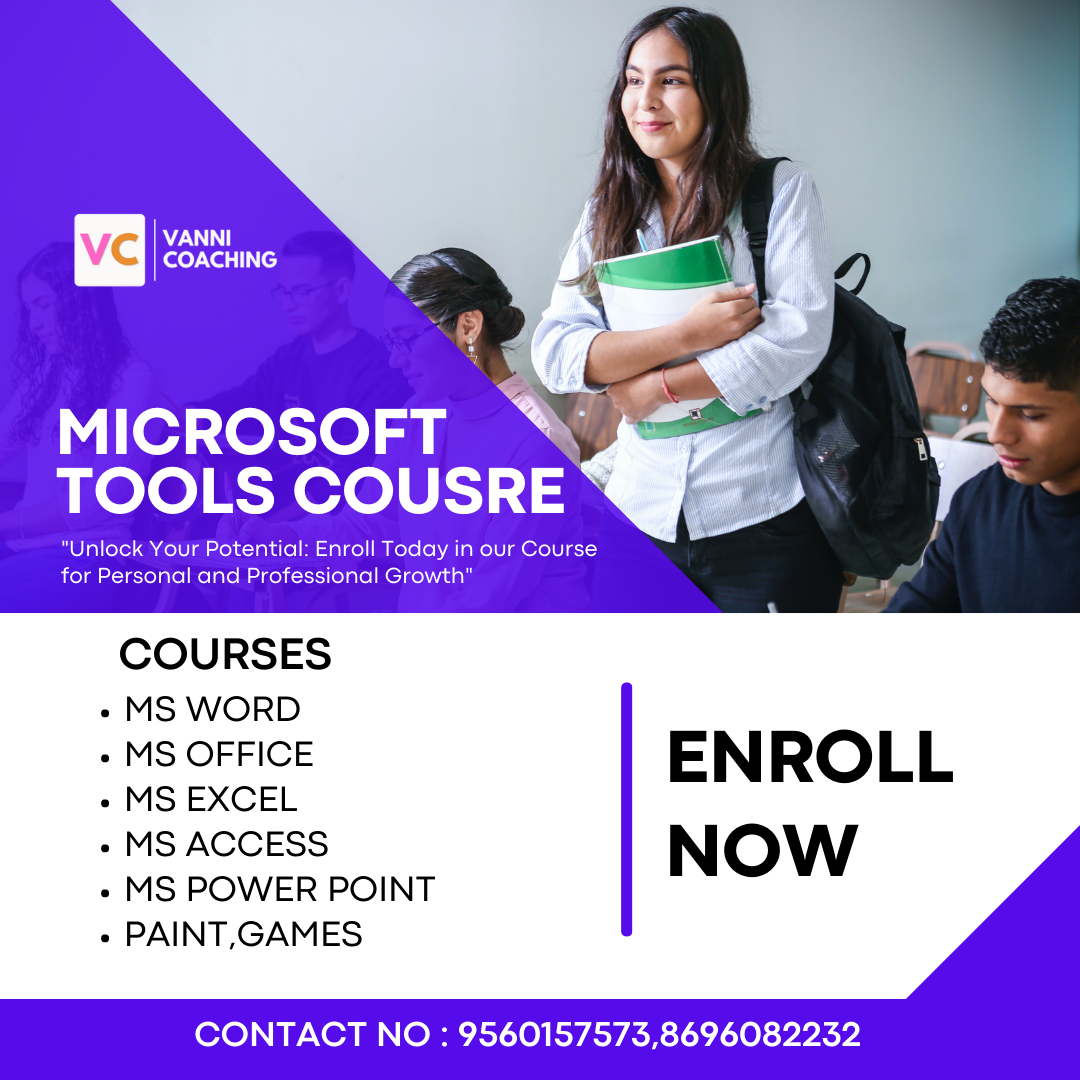 VC
VANNI
COACHING
MICROSOFT
TOOLS COUSRE
"Unlock Your Potential: Enroll Today in our Course
for Personal and Professional Growth"
COURSES
MS WORD
MS OFFICE
MS EXCEL
MS ACCESS
MS POWER POINT
PAINT,GAMES
ENROLL
NOW
CONTACT NO : 9560157573,8696082232